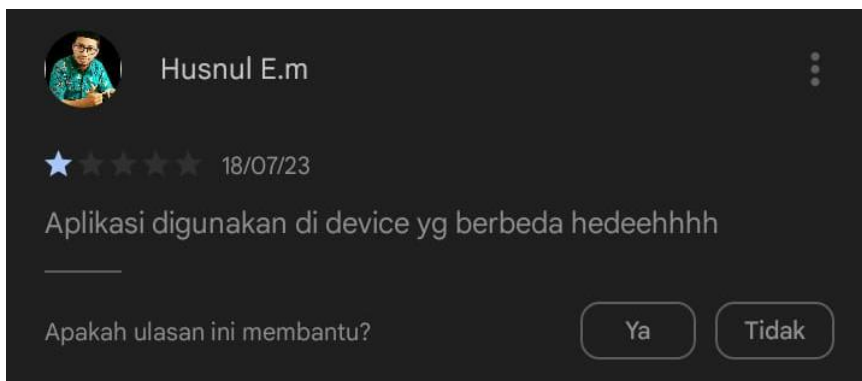 Husnul E.m
18/07/23
Aplikasi digunakan di device yg berbeda hedeehhhh
Apakah ulasan ini membantu?
Ya
Tidak